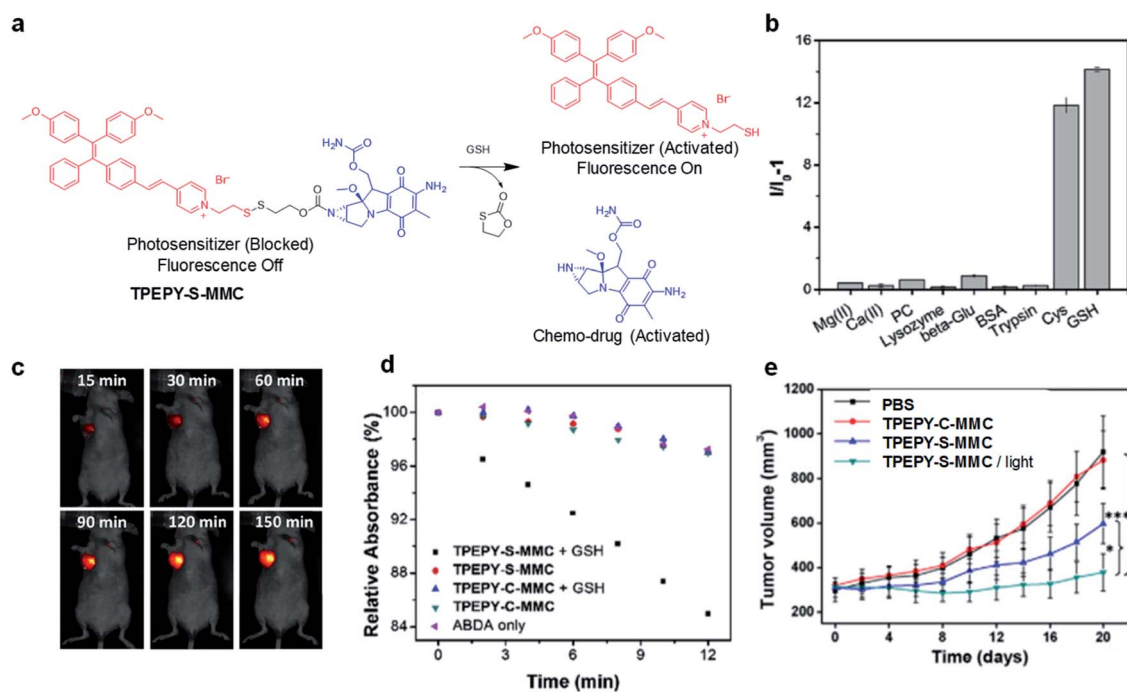 a
O
O
Br⁻
N
+
S
S
O
O
N
NH₂
O
O
O
O
N
NH₂
O
Photosensitizer (Blocked)
Fluorescence Off
TPEPY-S-MMC
GSH
O
S
O
O
O
Br⁻
N
+
SH
Photosensitizer (Activated)
Fluorescence On
NH₂
O
O
O
HN
O
N
NH₂
O
Chemo-drug (Activated)
b
I/I₀-1
16
12
8
4
0
Mg(II)
Ca(II)
PC
Lysozyme
beta-Glu
BSA
Trypsin
Cys
GSH
c
15 min
30 min
60 min
90 min
120 min
150 min
d
Relative Absorbance (%)
100
96
92
88
84
TPEPY-S-MMC + GSH
TPEPY-S-MMC
TPEPY-C-MMC + GSH
TPEPY-C-MMC
ABDA only
0
3
6
9
12
Time (min)
e
Tumor volume (mm³)
1200
1000
800
600
400
200
PBS
TPEPY-C-MMC
TPEPY-S-MMC
TPEPY-S-MMC / light
***
*
0
4
8
12
16
20
Time (days)